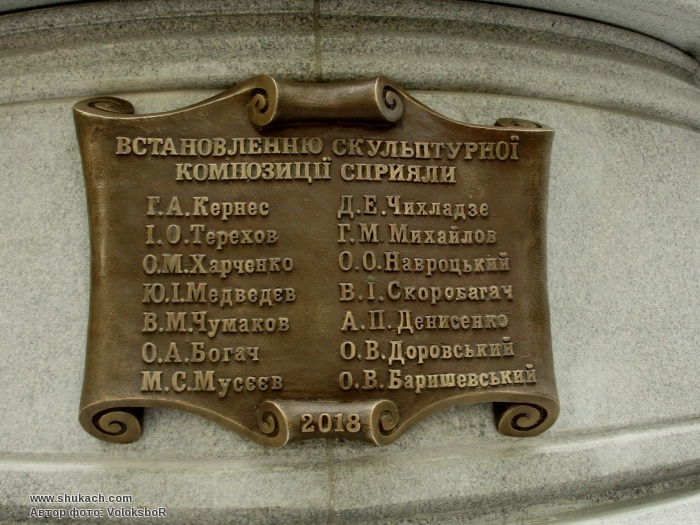 ВСТАНОВЛЕННЮ СКУЛЬПТУРНОЇ
КОМПОЗИЦІЇ СПРИЯЛИ
Г.А.Кернес
І.О.Терехов
О.М.Харченко
Ю.І.Медведєв
В.М.Чумаков
О.А.Богач
М.С.Мусєєв
Д.Е.Чихладзе
Г.М Михайлов
О.О.Навроцький
В.І.Скоробагач
А.П.Денисенко
О.В.Доровський
О.В.Баришевський
2018
www.shukach.com
Автор фото: VoloksboR